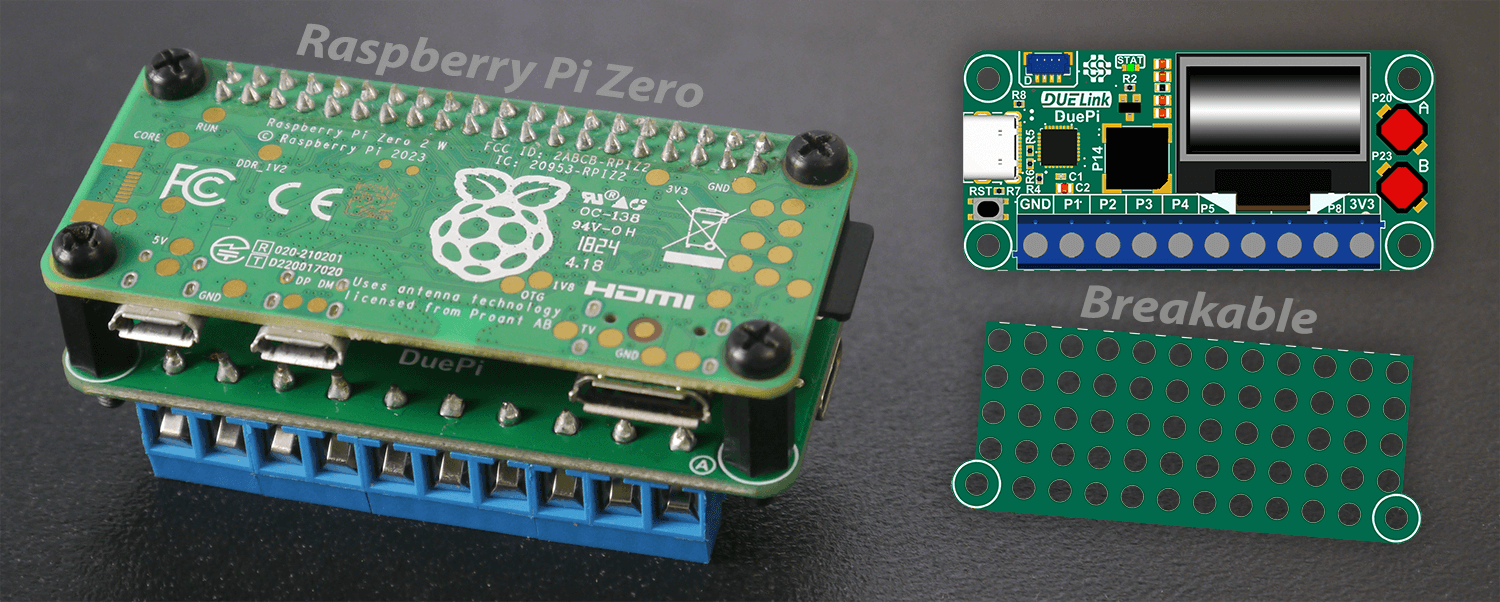 Raspberry Pi Zero
RUN
Raspberry Pi Zero 2 W
© Raspberry Pi 2023
FCC ID: 2ABCB-RPIZ2
IC: 20953-RPIZ2
CORE
DDR_1V2
FCC
CE
3V3
GND
UL ®
OC-138
94V-0 H
1824
4.18
5V
R 020-210201
T D220017020
DP DM
GND
Uses antenna technology
licensed from Proant AB
OTG
1V8
HDMI
TV
GND
DuePi
A
D
STAT
R2
R8
DUELink
DuePi
P20
A
P23
B
R5
P14
R6
C1
C2
RST
R7
R4
GND
P1
P2
P3
P4
P5
P8
3V3
Breakable